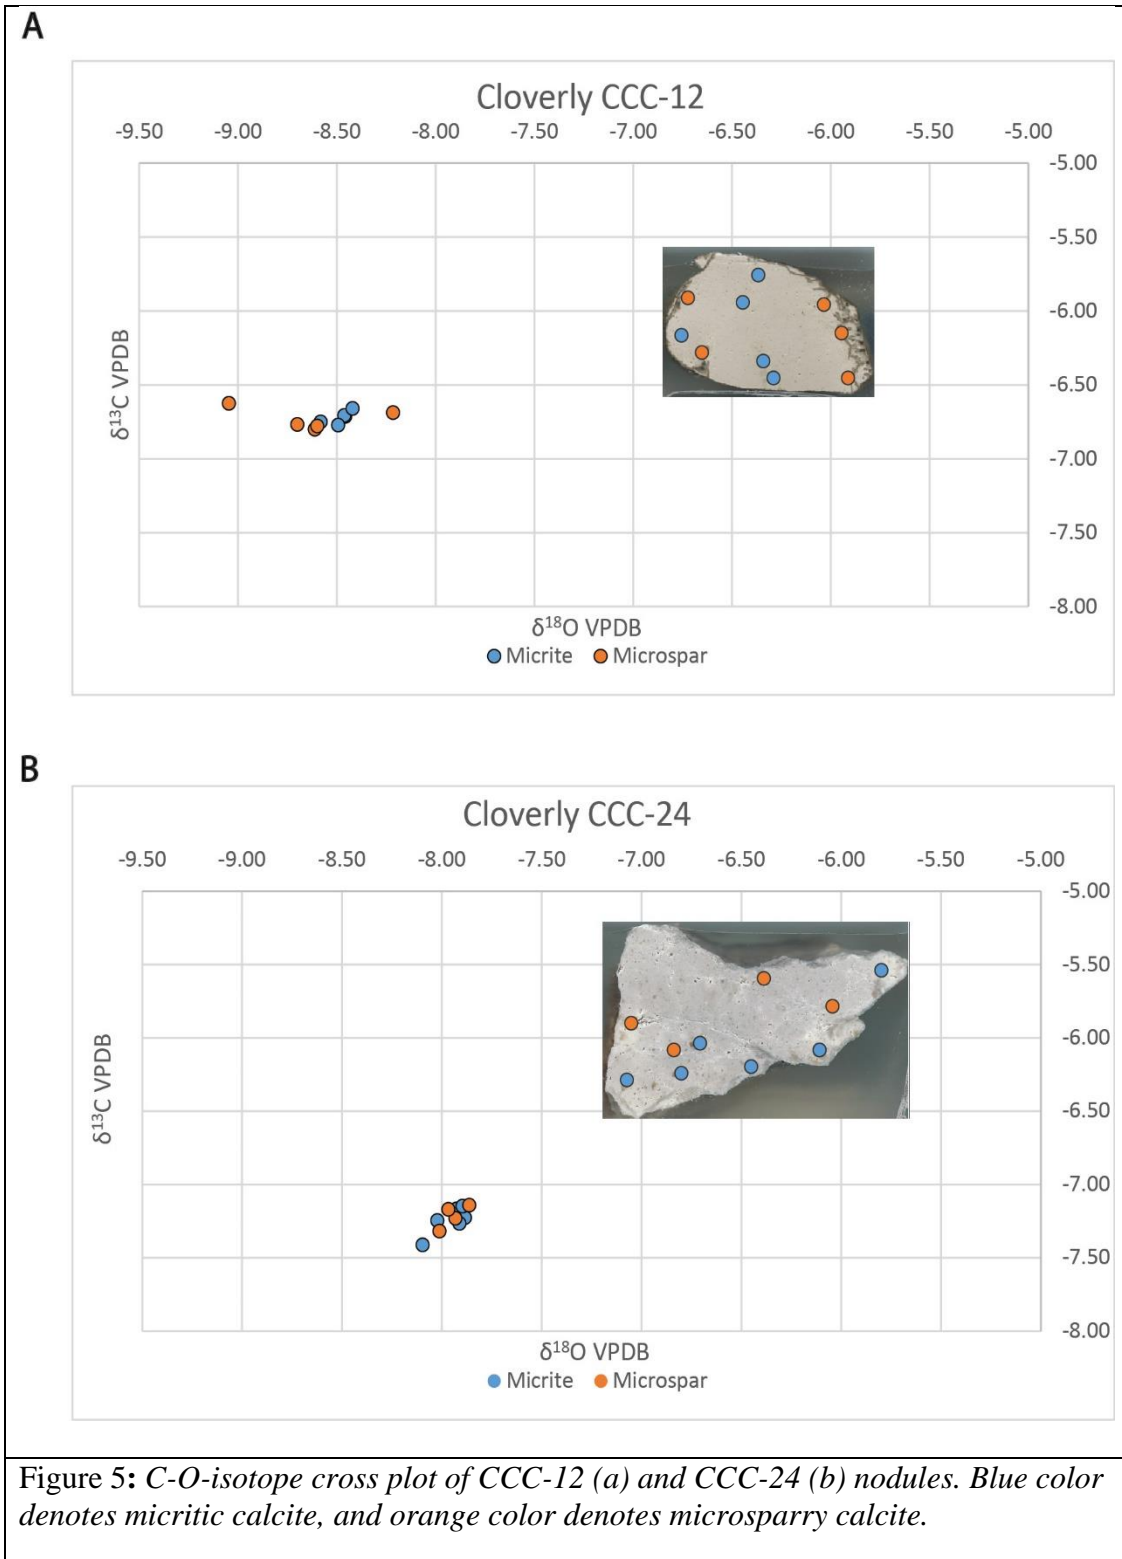 A
Cloverly CCC-12
-9.50 -9.00 -8.50 -8.00 -7.50 -7.00 -6.50 -6.00 -5.50 -5.00
-5.00
-5.50
-6.00
-6.50
-7.00
-7.50
-8.00
δ¹³C VPDB
δ¹⁸O VPDB
Micrite Microspar
B
Cloverly CCC-24
-9.50 -9.00 -8.50 -8.00 -7.50 -7.00 -6.50 -6.00 -5.50 -5.00
-5.00
-5.50
-6.00
-6.50
-7.00
-7.50
-8.00
δ¹³C VPDB
δ¹⁸O VPDB
Micrite Microspar
Figure 5: C-O-isotope cross plot of CCC-12 (a) and CCC-24 (b) nodules. Blue color
denotes micritic calcite, and orange color denotes microsparry calcite.